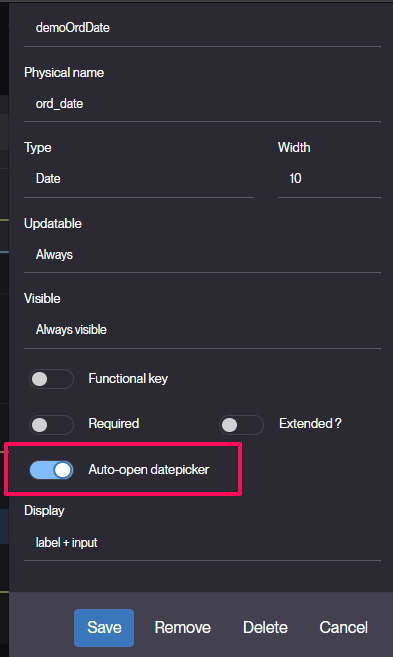 demoOrdDate
Physical name
ord_date
Type Width
Date 10
Updatable
Always
Visible
Always visible
Functional key
Required Extended ?
Auto-open datepicker
Display
label + input
Save Remove Delete Cancel